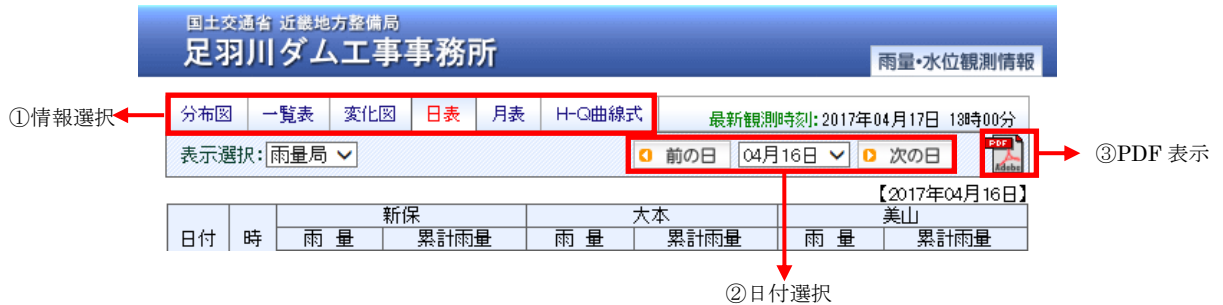 国土交通省 近畿地方整備局
足羽川ダム工事事務所
雨量・水位観測情報
①情報選択
分布図 一覧表 変化図 日表 月表 H-Q曲線式
最新観測時刻:2017年04月17日 13時00分
表示選択: 雨量局
前の日 04月16日 次の日
PDF
Adobe
③PDF 表示
【2017年04月16日】
新保 大本 美山
日付 時 雨 量 累計雨量 雨 量 累計雨量 雨 量 累計雨量
②日付選択